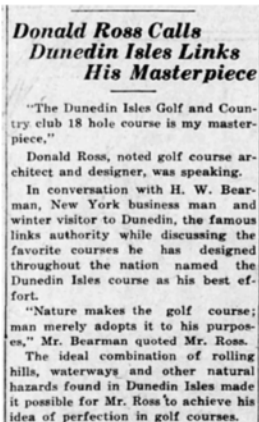 Donald Ross Calls
Dunedin Isles Links
His Masterpiece
"The Dunedin Isles Golf and Coun-
try club 18 hole course is my master-
piece,"
Donald Ross, noted golf course ar-
chitect and designer, was speaking.
In conversation with H. W. Bear-
man, New York business man and
winter visitor to Dunedin, the famous
links authority while discussing the
favorite courses he has designed
throughout the nation named the
Dunedin Isles course as his best ef-
fort.
"Nature makes the golf course;
man merely adopts it to his purpos-
es," Mr. Bearman quoted Mr. Ross.
The ideal combination of rolling
hills, waterways and other natural
hazards found in Dunedin Isles made
it possible for Mr. Ross to achieve his
idea of perfection in golf courses.